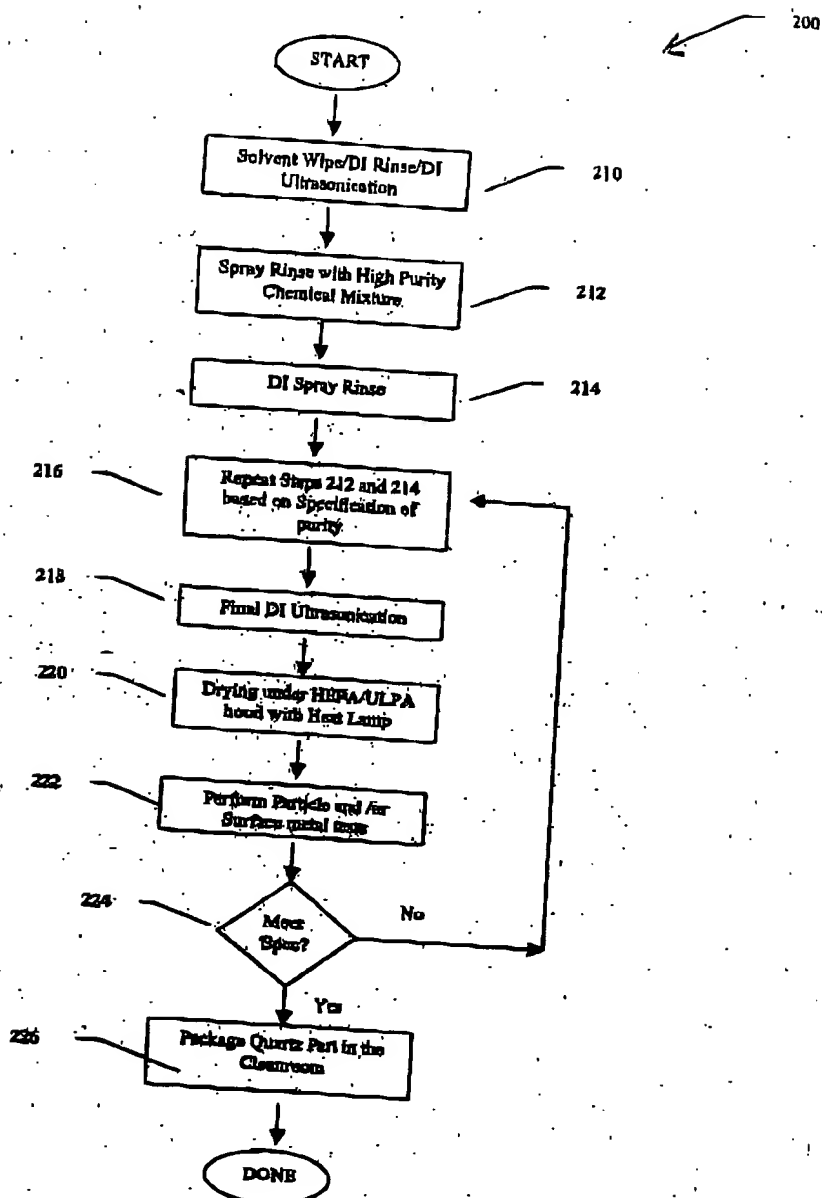 200
START
Solvent Wipe/DI Rinse/DI
Ultrasonication
210
Spray Rinse with High Purity
Chemical Mixture
212
DI Spray Rinse
214
216
Repeat Steps 212 and 214
based on Specification of
purity
218
Final DI Ultrasonication
220
Drying under HEPA/ULPA
hood with Heat Lamp
222
Perform Particle and /or
Surface metal tests
224
Meet
Spec?
No
Yes
226
Package Quartz Part in the
Cleanroom
DONE